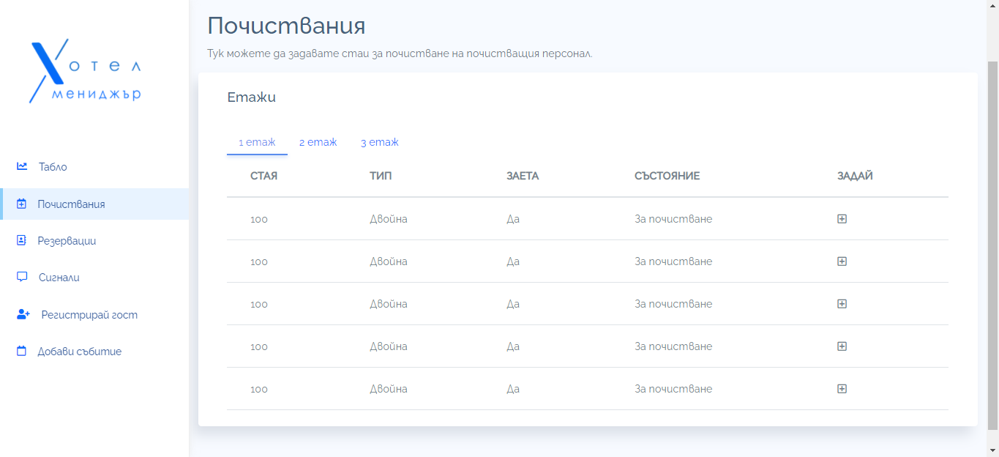 Хотел
мениджър
Табло
Почиствания
Резервации
Сигнали
Регистрирай гост
Добави събитие
Почиствания
Тук можете да задавате стаи за почистване на почистващия персонал.
Етажи
1 етаж 2 етаж 3 етаж
СТАЯ ТИП ЗАЕТА СЪСТОЯНИЕ ЗАДАЙ
100 Двойна Да За почистване
100 Двойна Да За почистване
100 Двойна Да За почистване
100 Двойна Да За почистване
100 Двойна Да За почистване